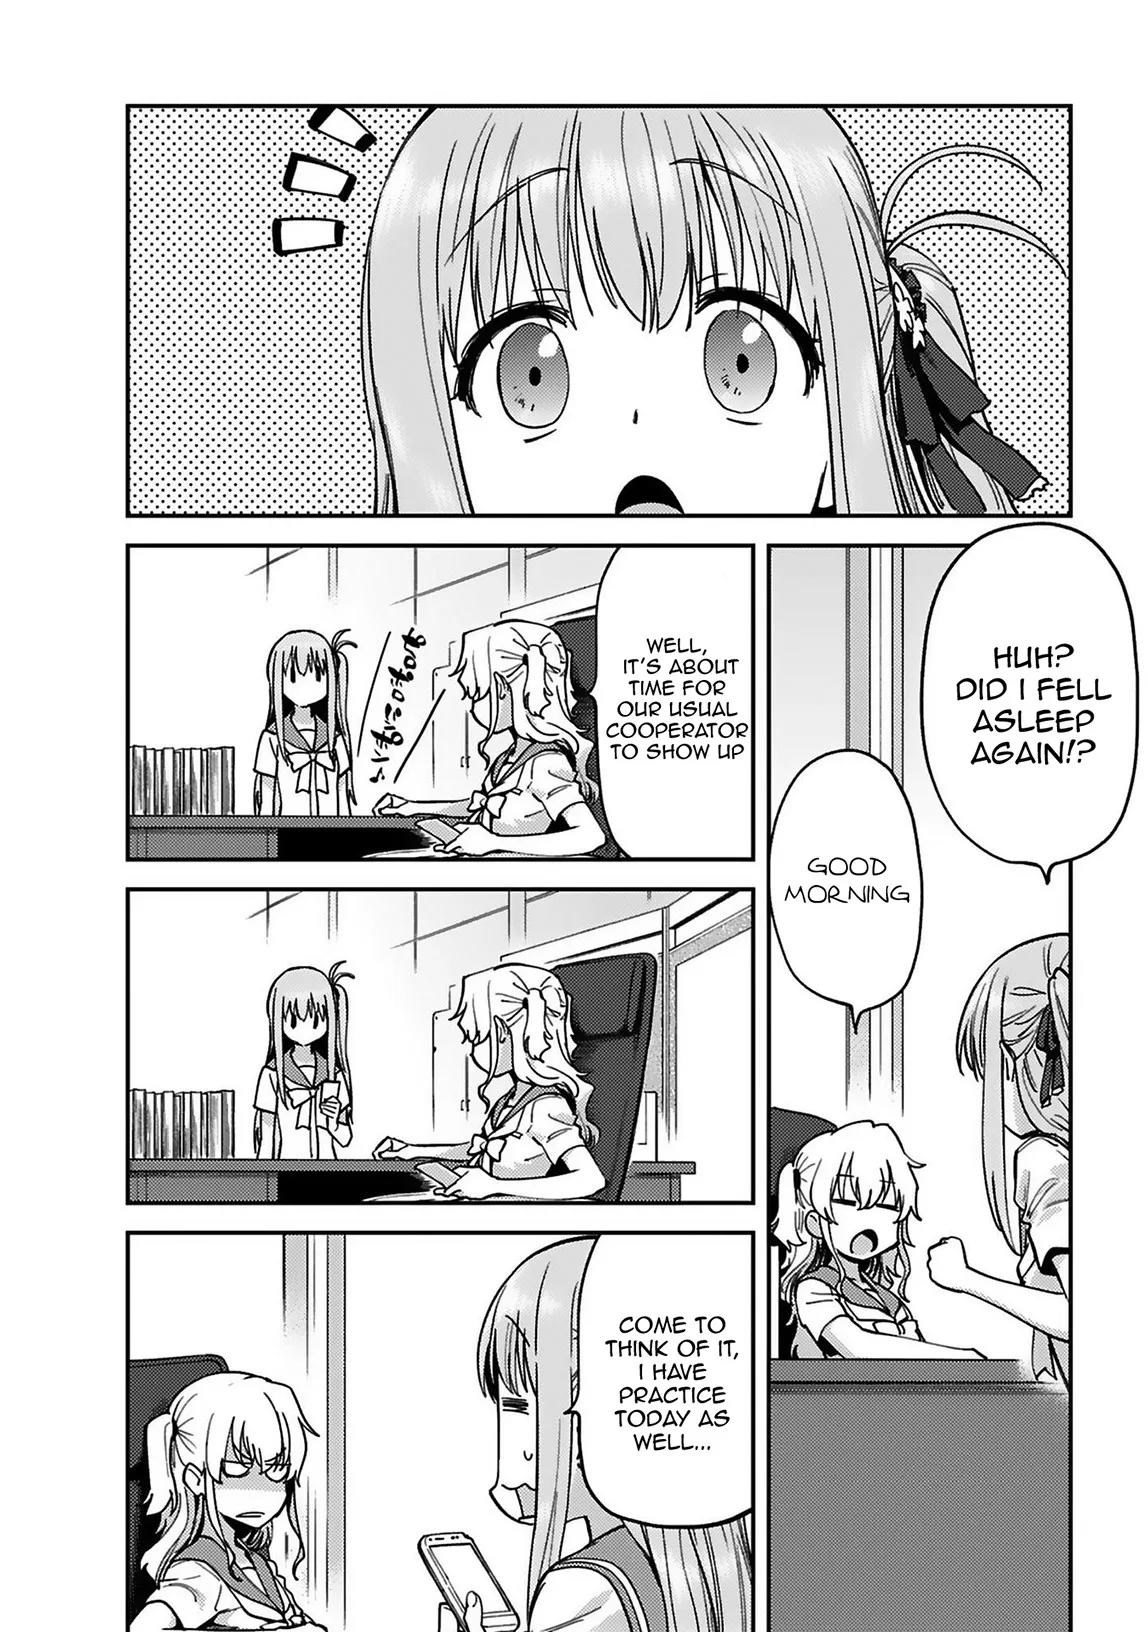 HUH?
DID I FELL
ASLEEP
AGAIN!?
GOOD
MORNING
WELL,
IT'S ABOUT
TIME FOR
OUR USUAL
COOPERATOR
TO SHOW UP
COME TO
THINK OF IT,
I HAVE
PRACTICE
TODAY AS
WELL...